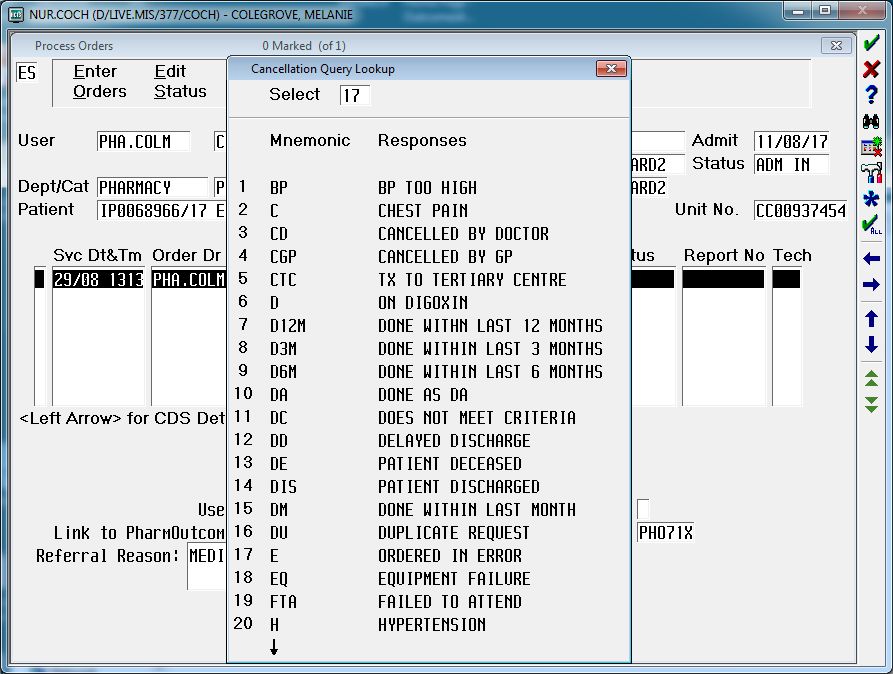 NUR.COCH (D/LIVE.MIS/377/COCH) - COLEGROVE, MELANIE
Process Orders 0 Marked (of 1)
ES Enter Orders Edit Status
Cancellation Query Lookup
Select 17
Mnemonic Responses
1 BP BP TOO HIGH
2 C CHEST PAIN
3 CD CANCELLED BY DOCTOR
4 CGP CANCELLED BY GP
5 CTC TX TO TERTIARY CENTRE
6 D ON DIGOXIN
7 D12M DONE WITHN LAST 12 MONTHS
8 D3M DONE WITHIN LAST 3 MONTHS
9 D6M DONE WITHIN LAST 6 MONTHS
10 DA DONE AS DA
11 DC DOES NOT MEET CRITERIA
12 DD DELAYED DISCHARGE
13 DE PATIENT DECEASED
14 DIS PATIENT DISCHARGED
15 DM DONE WITHIN LAST MONTH
16 DU DUPLICATE REQUEST
17 E ORDERED IN ERROR
18 EQ EQUIPMENT FAILURE
19 FTA FAILED TO ATTEND
20 H HYPERTENSION
User PHA.COLM C
Admit 11/08/17
ARD2 Status ADM IN
Dept/Cat PHARMACY P
ARD2
Patient IP0068966/17 E
Unit No. CC00937454
Svc Dt&Tm Order Dr
tus Report No Tech
29/08 1313 PHA.COLM
<Left Arrow> for CDS Det
Use
Link to PharmOutcom
PHO71X
Referral Reason: MEDI
ALL